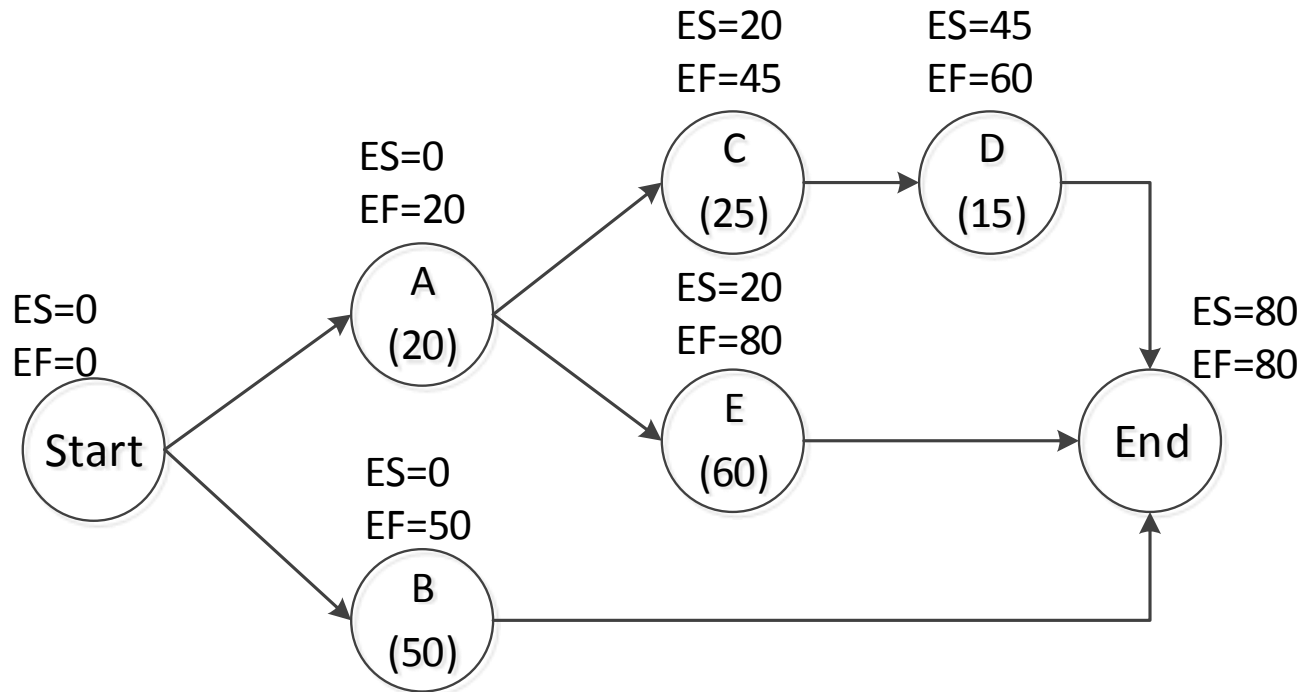 ES=20
EF=45
ES=45
EF=60
C
(25)
D
(15)
ES=0
EF=20
A
(20)
ES=20
EF=80
E
(60)
ES=0
EF=0
Start
ES=80
EF=80
End
ES=0
EF=50
B
(50)